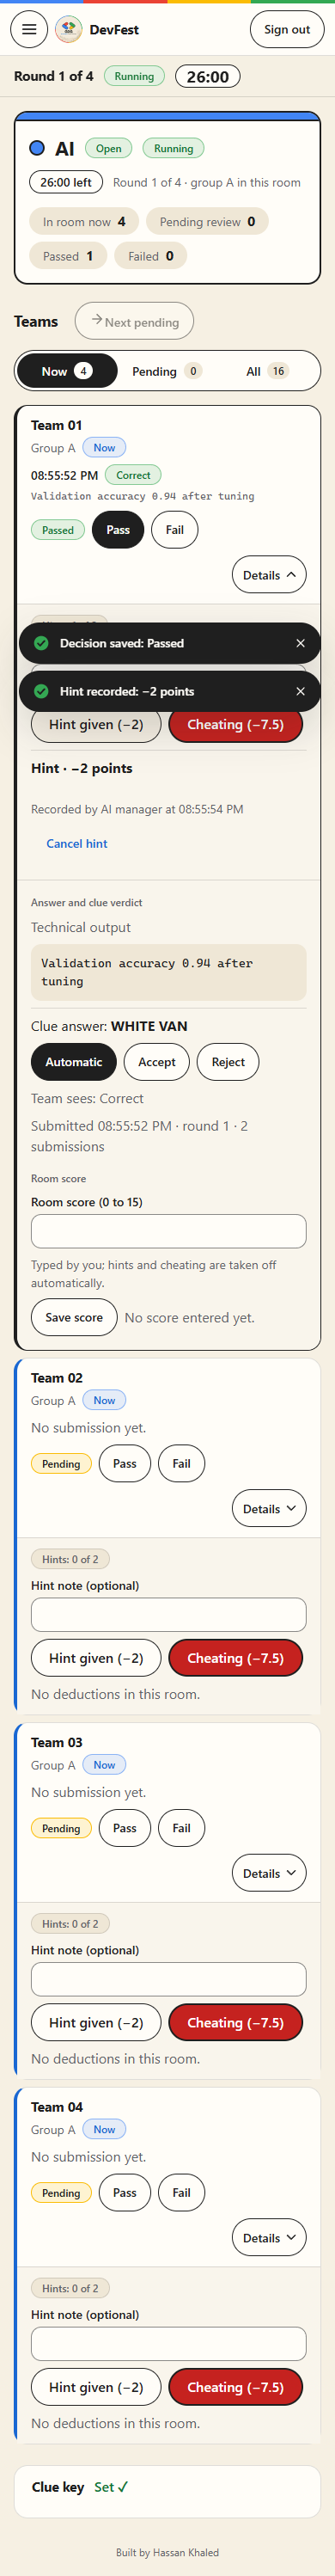 DevFest
Sign out
Round 1 of 4 Running 26:00
AI Open Running
26:00 left Round 1 of 4 · group A in this room
In room now 4 Pending review 0
Passed 1 Failed 0
Teams Next pending
Now 4 Pending 0 All 16
Team 01
Group A Now
08:55:52 PM Correct
Validation accuracy 0.94 after tuning
Passed Pass Fail
Details
Decision saved: Passed
Hint recorded: −2 points
Hint given (−2) Cheating (−7.5)
Hint · −2 points
Recorded by AI manager at 08:55:54 PM
Cancel hint
Answer and clue verdict
Technical output
Validation accuracy 0.94 after
tuning
Clue answer: WHITE VAN
Automatic Accept Reject
Team sees: Correct
Submitted 08:55:52 PM · round 1 · 2
submissions
Room score
Room score (0 to 15)
Typed by you; hints and cheating are taken off
automatically.
Save score No score entered yet.
Team 02
Group A Now
No submission yet.
Pending Pass Fail
Details
Hints: 0 of 2
Hint note (optional)
Hint given (−2) Cheating (−7.5)
No deductions in this room.
Team 03
Group A Now
No submission yet.
Pending Pass Fail
Details
Hints: 0 of 2
Hint note (optional)
Hint given (−2) Cheating (−7.5)
No deductions in this room.
Team 04
Group A Now
No submission yet.
Pending Pass Fail
Details
Hints: 0 of 2
Hint note (optional)
Hint given (−2) Cheating (−7.5)
No deductions in this room.
Clue key Set ✓
Built by Hassan Khaled